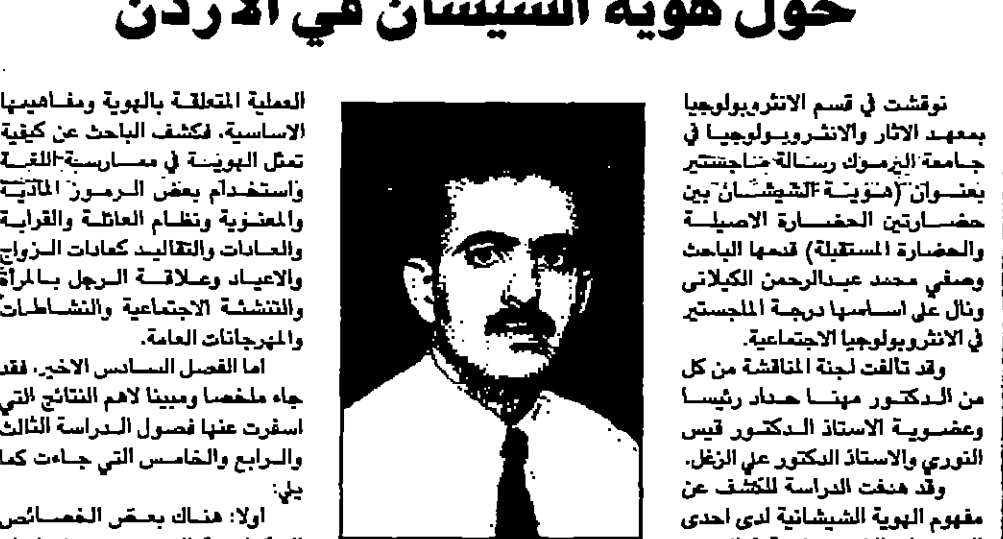 حول هوية الشيشان في الاردن
نوقشت في قسم الانثروبولوجيا
بمعهد الاثار والانثروبولوجيا في
جامعة اليرموك رسالة ماجستير
بعنوان (هوية الشيشان بين
حضارتين الحضارة الاصيلة
والحضارة المستقبلة) قدمها الباحث
وصفي محمد عبدالرحمن الكيلاني
ونال على اساسها درجة الماجستير
في الانثروبولوجيا الاجتماعية.
وقد تالفت لجنة المناقشة من كل
من الدكتور مهنا حداد رئيسا
وعضوية الاستاذ الدكتور قيس
النوري والاستاذ الدكتور علي الزغل.
وقد هدفت الدراسة للكشف عن
مفهوم الهوية الشيشانية لدى احدى
العملية المتعلقة بالهوية ومفاهيمها
الاساسية، فكشف الباحث عن كيفية
تمثل الهوية في ممارسة اللغة
واستخدام بعض الرموز المادية
والمعنوية ونظام العائلة والقرابة
والعادات والتقاليد كعادات الزواج
والاعياد وعلاقة الرجل بالمرأة
والتنشئة الاجتماعية والنشاطات
والمهرجانات العامة.
اما الفصل السادس الاخير، فقد
جاء ملخصا ومبينا لاهم النتائج التي
اسفرت عنها فصول الدراسة الثالث
والرابع والخامس التي جاءت كما
يلي:
اولا: هناك بعض الخصائص